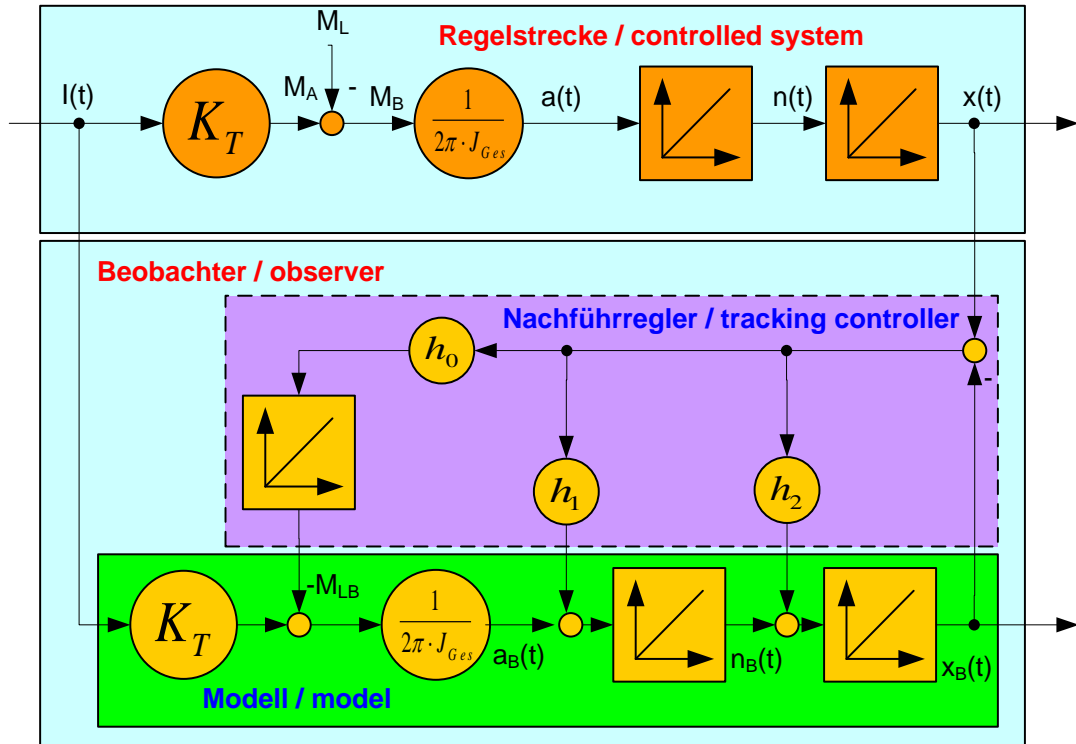 M_L
Regelstrecke / controlled system
I(t)
K_T
M_A
-
M_B
1
2π · J_Ges
a(t)
n(t)
x(t)
Beobachter / observer
Nachführregler / tracking controller
h_0
-
h_1
h_2
K_T
-M_LB
1
2π · J_Ges
a_B(t)
n_B(t)
x_B(t)
Modell / model